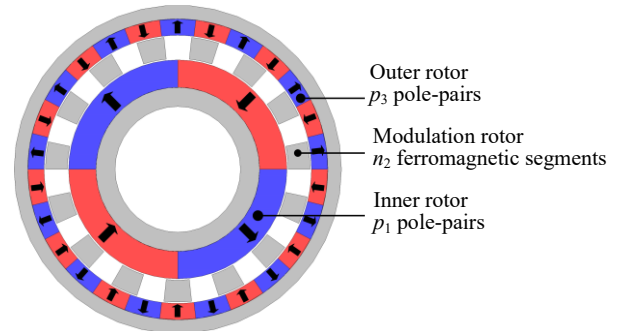 Outer rotor
p₃ pole-pairs
Modulation rotor
n₂ ferromagnetic segments
Inner rotor
p₁ pole-pairs